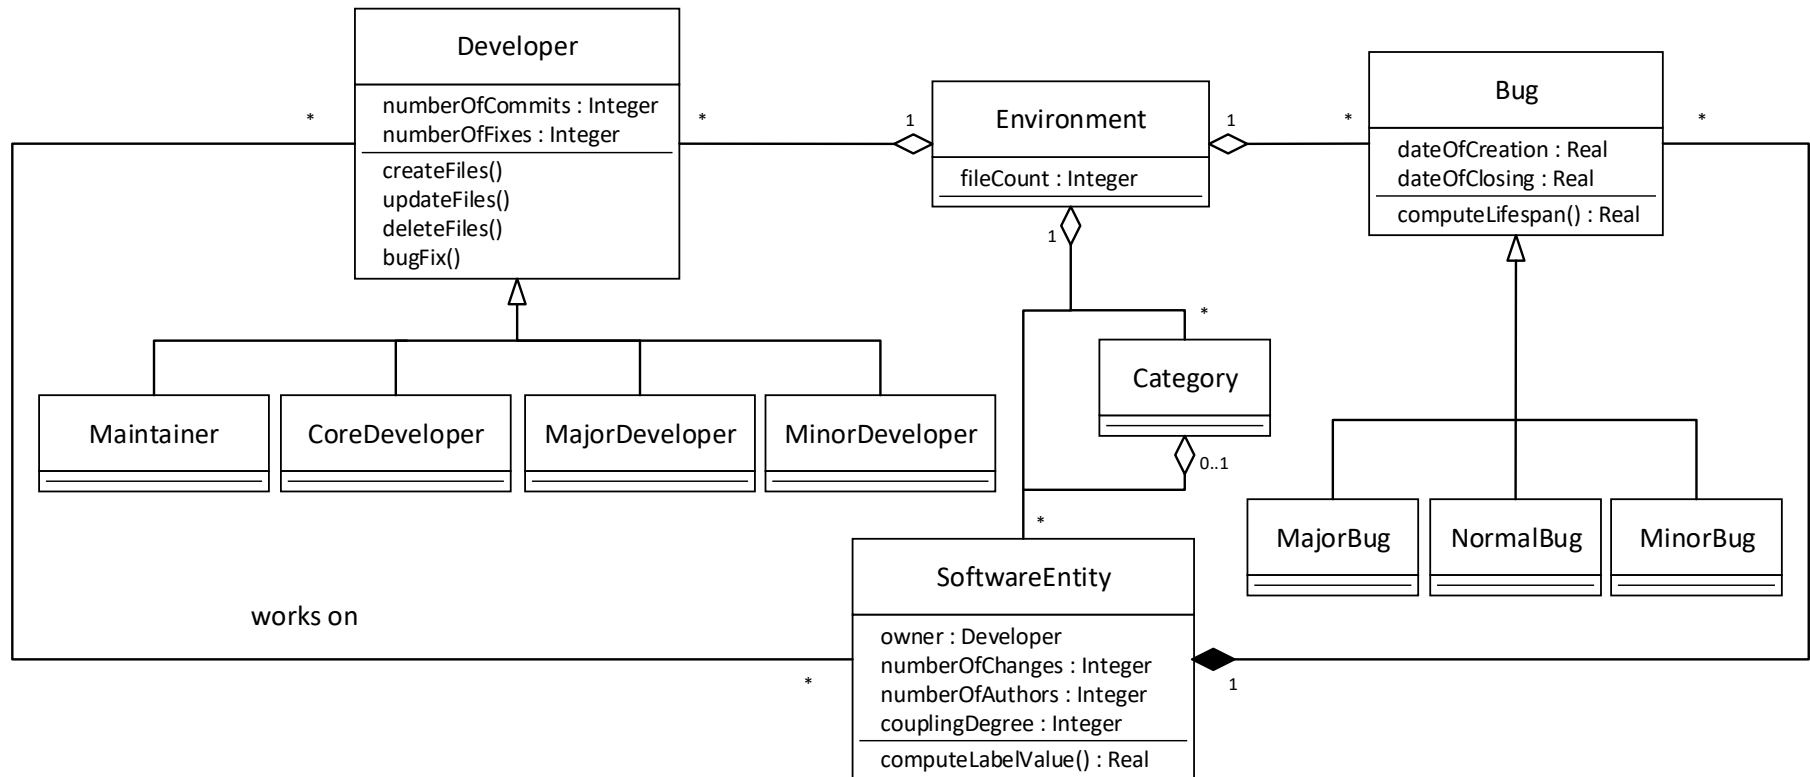 Developer
numberOfCommits : Integer
numberOfFixes : Integer
createFiles()
updateFiles()
deleteFiles()
bugFix()
*
*
1
Environment
fileCount : Integer
1
1
*
Bug
dateOfCreation : Real
dateOfClosing : Real
computeLifespan() : Real
*
*
Category
0..1
Maintainer
CoreDeveloper
MajorDeveloper
MinorDeveloper
*
MajorBug
NormalBug
MinorBug
SoftwareEntity
owner : Developer
numberOfChanges : Integer
numberOfAuthors : Integer
couplingDegree : Integer
computeLabelValue() : Real
works on
*
1